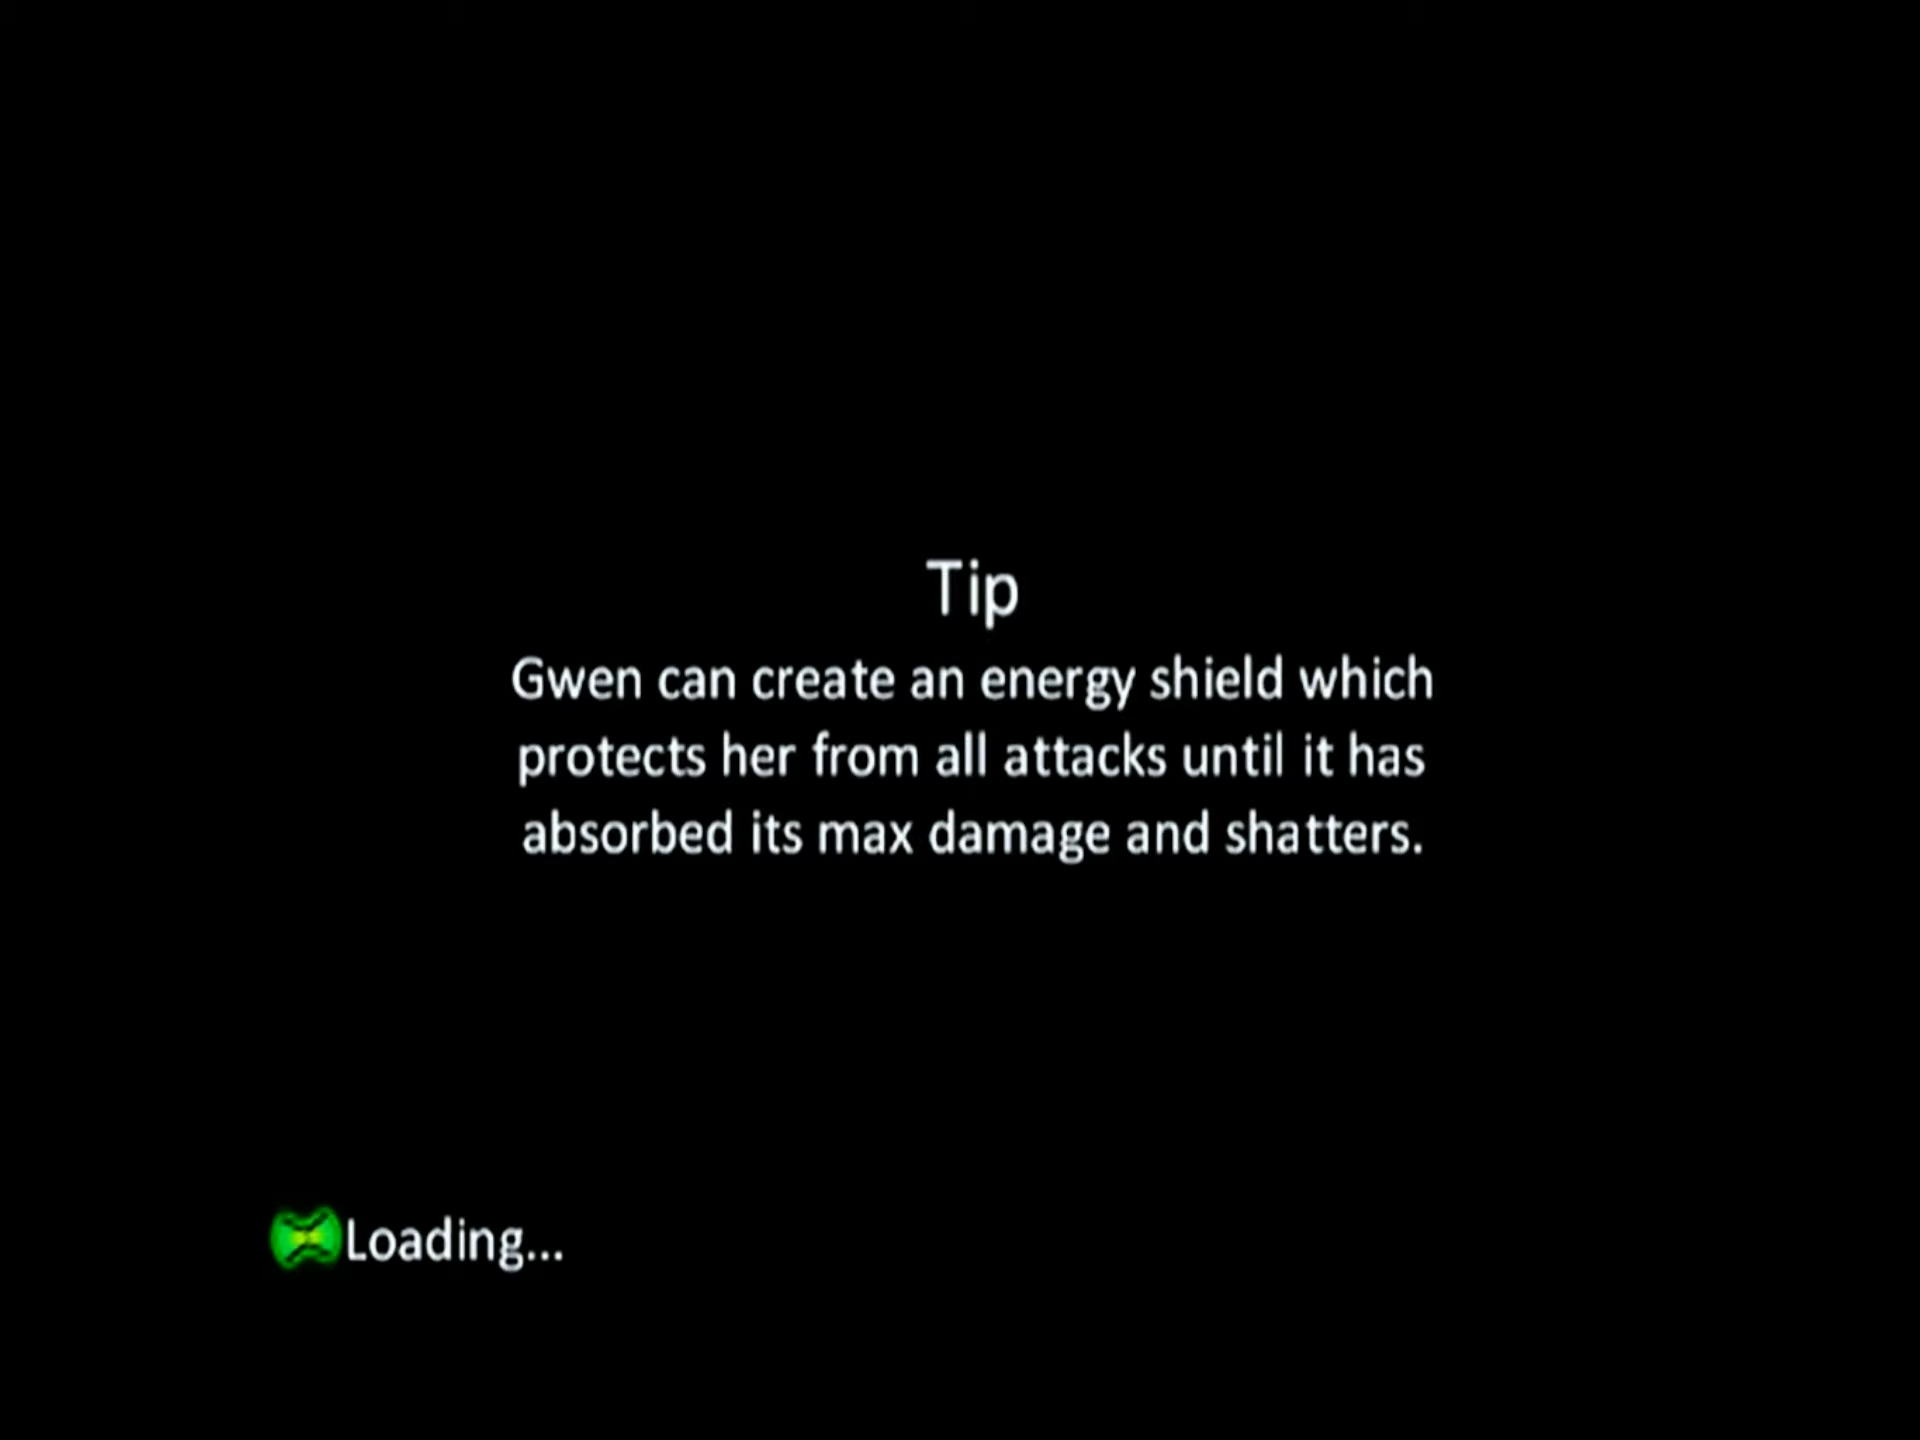 Tip
Gwen can create an energy shield which
protects her from all attacks until it has
absorbed its max damage and shatters.
Loading...